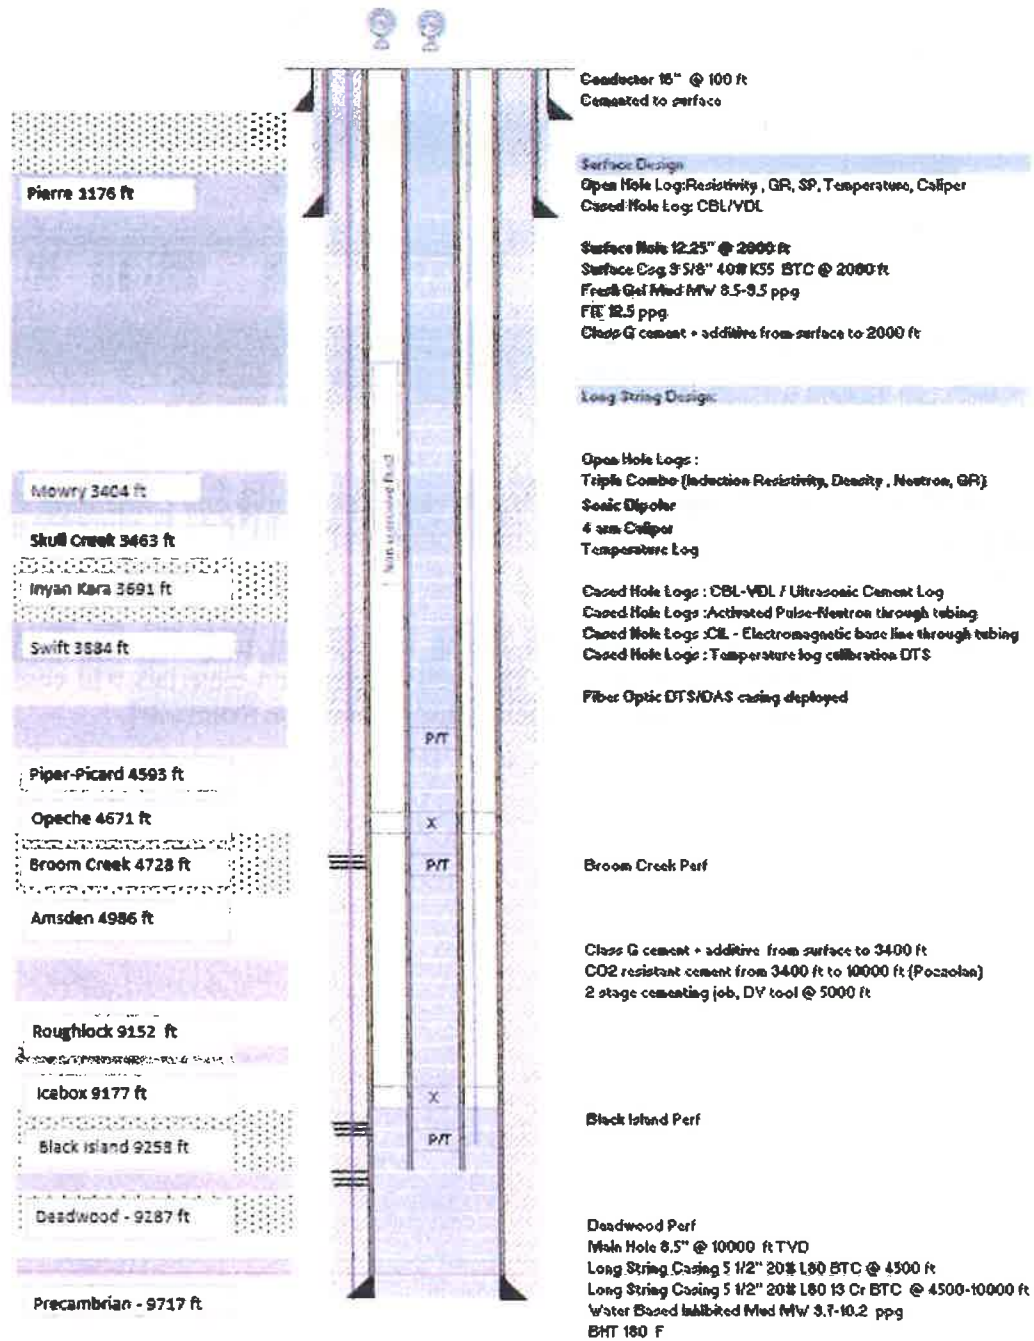 Conductor 16" @ 100 ft
Cemented to surface
Surface Design
Open Hole Log:Resistivity , GR, SP, Temperature, Caliper
Cased Hole Log: CBL/VDL
Surface Hole 12.25" @ 2000 ft
Surface Csg 9 5/8" 40# K55 BTC @ 2000 ft
Fresh Gel Mud MW 8.5-9.5 ppg
FIT 12.5 ppg
Class G cement + additive from surface to 2000 ft
Long String Design:
Open Hole Logs :
Triple Combo (Induction Resistivity, Density , Neutron, GR)
Sonic Dipolar
4 arm Caliper
Temperature Log
Cased Hole Logs : CBL-VDL / Ultrasonic Cement Log
Cased Hole Logs :Activated Pulse-Neutron through tubing
Cased Hole Logs :CIL - Electromagnetic base line through tubing
Cased Hole Logs : Temperature log calibration DTS
Fiber Optic DTS/DAS casing deployed
Broom Creek Perf
Class G cement + additive from surface to 3400 ft
CO2 resistant cement from 3400 ft to 10000 ft (Pozzolan)
2 stage cementing job, DV tool @ 5000 ft
Black Island Perf
Deadwood Perf
Main Hole 8.5" @ 10000 ft TVD
Long String Casing 5 1/2" 20# L80 BTC @ 4500 ft
Long String Casing 5 1/2" 20# L80 13 Cr BTC @ 4500-10000 ft
Water Based Inhibited Mud MW 9.7-10.2 ppg
BHT 180 F
Pierre 1176 ft
Mowry 3404 ft
Skull Creek 3463 ft
Inyan Kara 3691 ft
Swift 3884 ft
Piper-Picard 4593 ft
Opeche 4671 ft
Broom Creek 4728 ft
Amsden 4986 ft
Roughlock 9152 ft
Icebox 9177 ft
Black Island 9258 ft
Deadwood - 9287 ft
Precambrian - 9717 ft
Non corrosive fluid
P/T
X
P/T
X
P/T